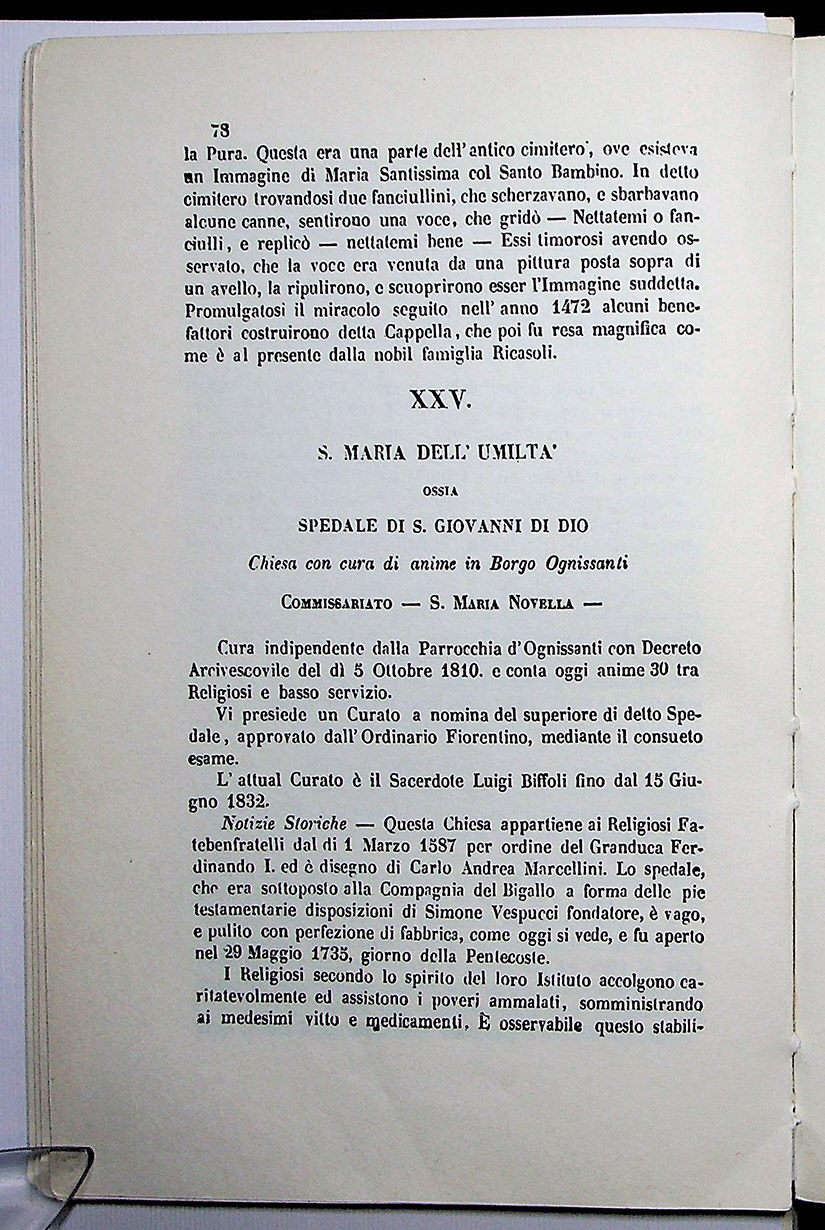 78
la Pura. Questa era una parte dell' antico cimitero, ove esisteva
un Immagine di Maria Santissima col Santo Bambino. In detto
cimitero trovandosi due fanciullini, che scherzavano, e sbarbavano
alcune canne, sentirono una voce, che gridò — Nettatemi o fan-
ciulli, e replicò — nettatemi bene — Essi timorosi avendo os-
servato, che la voce era venuta da una pittura posta sopra di
un avello, la ripulirono, e scuoprirono esser l'Immagine suddetta.
Promulgatosi il miracolo seguito nell' anno 1472 alcuni bene-
fattori costruirono detta Cappella, che poi fu resa magnifica co-
me è al presente dalla nobil famiglia Ricasoli.
XXV.
S. MARIA DELL' UMILTA'
OSSIA
SPEDALE DI S. GIOVANNI DI DIO
Chiesa con cura di anime in Borgo Ognissanti
COMMISSARIATO — S. MARIA NOVELLA —
Cura indipendente dalla Parrocchia d'Ognissanti con Decreto
Arcivescovile del dì 5 Ottobre 1810. e conta oggi anime 30 tra
Religiosi e basso servizio.
Vi presiede un Curato a nomina del superiore di detto Spe-
dale, approvato dall'Ordinario Fiorentino, mediante il consueto
esame.
L' attual Curato è il Sacerdote Luigi Biffoli fino dal 15 Giu-
gno 1832.
Notizie Storiche — Questa Chiesa appartiene ai Religiosi Fa-
tebenfratelli dal di 1 Marzo 1587 per ordine del Granduca Fer-
dinando I. ed è disegno di Carlo Andrea Marcellini. Lo spedale,
che era sottoposto alla Compagnia del Bigallo a forma delle pie
testamentarie disposizioni di Simone Vespucci fondatore, è vago,
e pulito con perfezione di fabbrica, come oggi si vede, e fu aperto
nel 29 Maggio 1735, giorno della Pentecoste.
I Religiosi secondo lo spirito del loro Istituto accolgono ca-
ritatevolmente ed assistono i poveri ammalati, somministrando
ai medesimi vitto e medicamenti. È osservabile questo stabili-